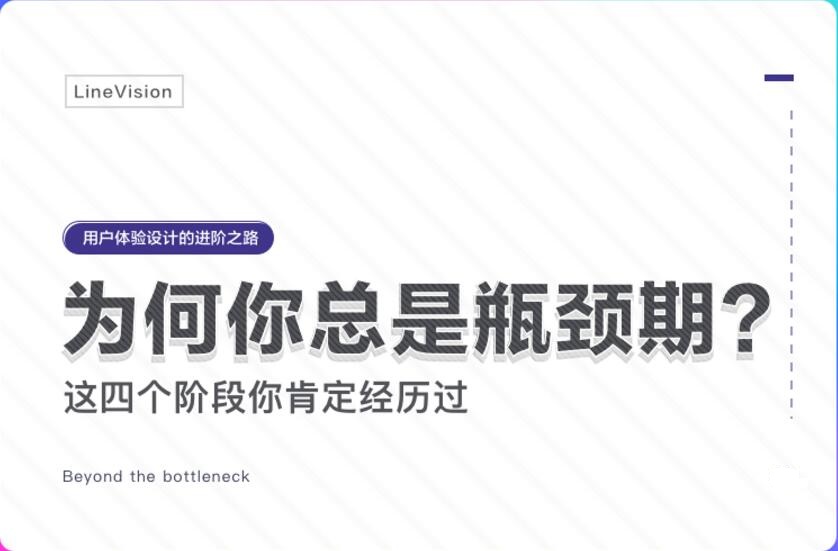 LineVision
用户体验设计的进阶之路
为何你总是瓶颈期?
这四个阶段你肯定经历过
Beyond the bottleneck